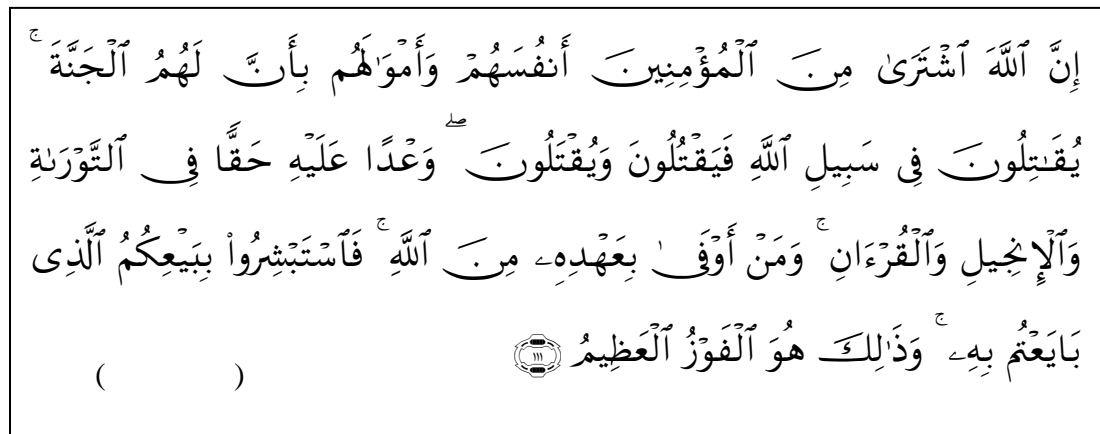 إِنَّ ٱللَّهَ ٱشْتَرَىٰ مِنَ ٱلْمُؤْمِنِينَ أَنفُسَهُمْ وَأَمْوَٰلَهُم بِأَنَّ لَهُمُ ٱلْجَنَّةَ ۚ
يُقَـٰتِلُونَ فِى سَبِيلِ ٱللَّهِ فَيَقْتُلُونَ وَيُقْتَلُونَ ۖ وَعْدًا عَلَيْهِ حَقًّا فِى ٱلتَّوْرَىٰةِ
وَٱلْإِنجِيلِ وَٱلْقُرْءَانِ ۚ وَمَنْ أَوْفَىٰ بِعَهْدِهِۦ مِنَ ٱللَّهِ ۚ فَٱسْتَبْشِرُوا۟ بِبَيْعِكُمُ ٱلَّذِى
بَايَعْتُم بِهِۦ ۚ وَذَٰلِكَ هُوَ ٱلْفَوْزُ ٱلْعَظِيمُ ﴿١١١﴾ ( )